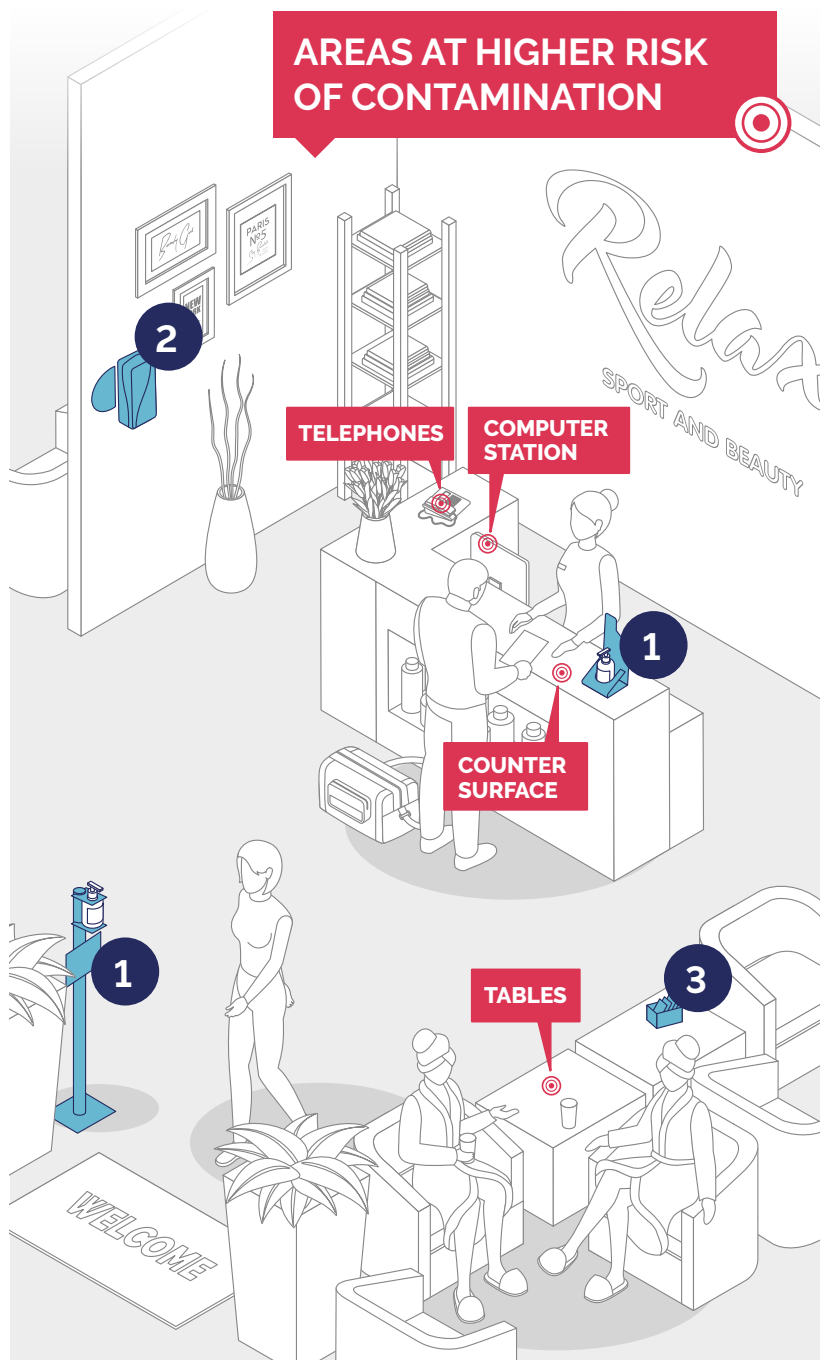 AREAS AT HIGHER RISK
OF CONTAMINATION
PARIS
Nº5
NEW
2
Relax
SPORT AND BEAUTY
TELEPHONES
COMPUTER
STATION
1
COUNTER
SURFACE
1
3
TABLES
WELCOME